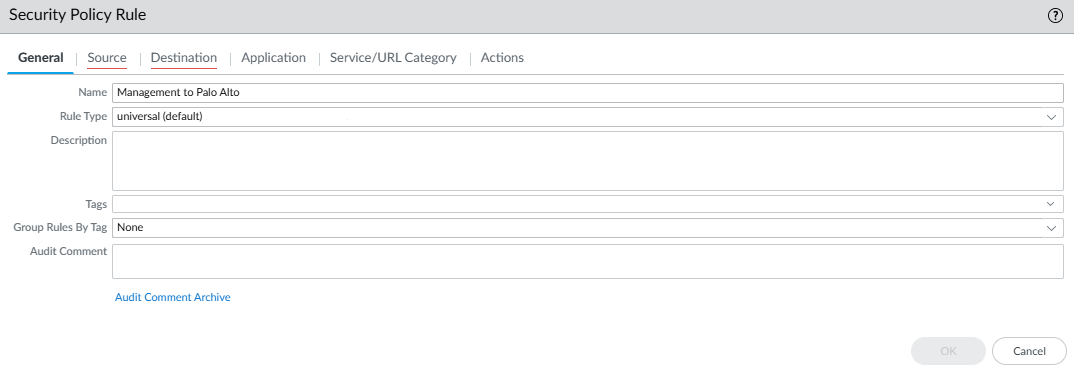 Security Policy Rule
General Source Destination Application Service/URL Category Actions
Name Management to Palo Alto
Rule Type universal (default)
Description
Tags
Group Rules By Tag None
Audit Comment
Audit Comment Archive
OK Cancel